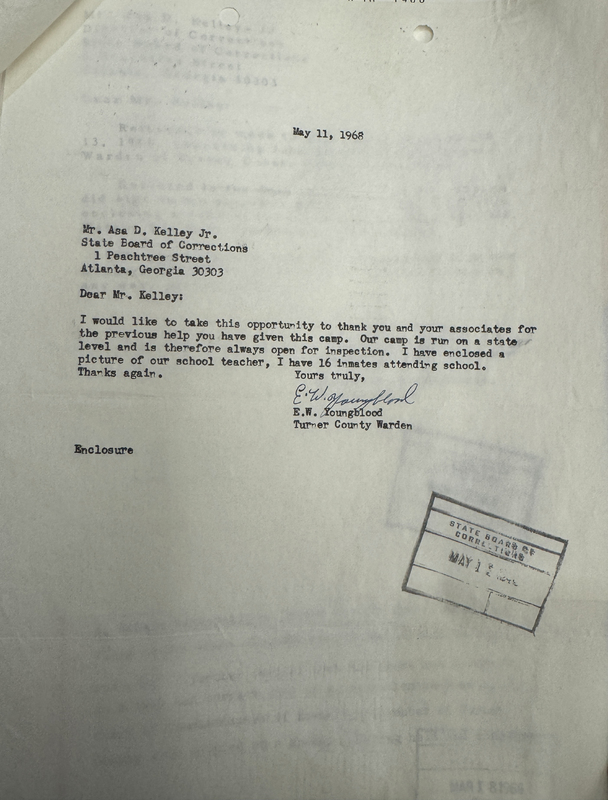 May 11, 1968
Mr. Asa D. Kelley Jr.
State Board of Corrections
1 Peachtree Street
Atlanta, Georgia 30303
Dear Mr. Kelley:
I would like to take this opportunity to thank you and your associates for
the previous help you have given this camp. Our camp is run on a state
level and is therefore always open for inspection. I have enclosed a
picture of our school teacher, I have 16 inmates attending school.
Thanks again.
Yours truly,
E.W. Youngblood
E.W. Youngblood
Turner County Warden
Enclosure
STATE BOARD OF
CORRECTIONS
MAY 1